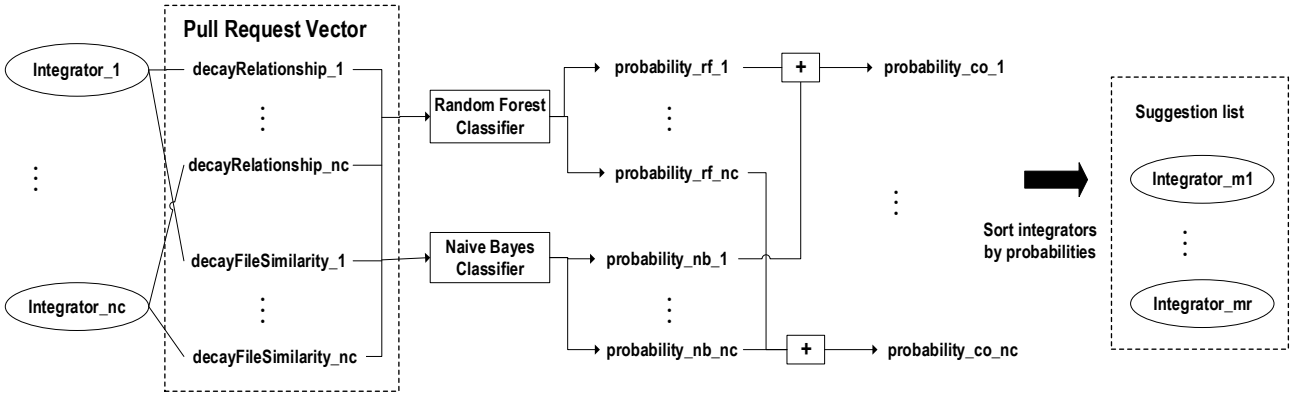 Pull Request Vector
Integrator_1
Integrator_nc
decayRelationship_1
decayRelationship_nc
decayFileSimilarity_1
decayFileSimilarity_nc
Random Forest
Classifier
Naive Bayes
Classifier
probability_rf_1
probability_rf_nc
probability_nb_1
probability_nb_nc
+
+
probability_co_1
probability_co_nc
Sort integrators
by probabilities
Suggestion list
Integrator_m1
Integrator_mr